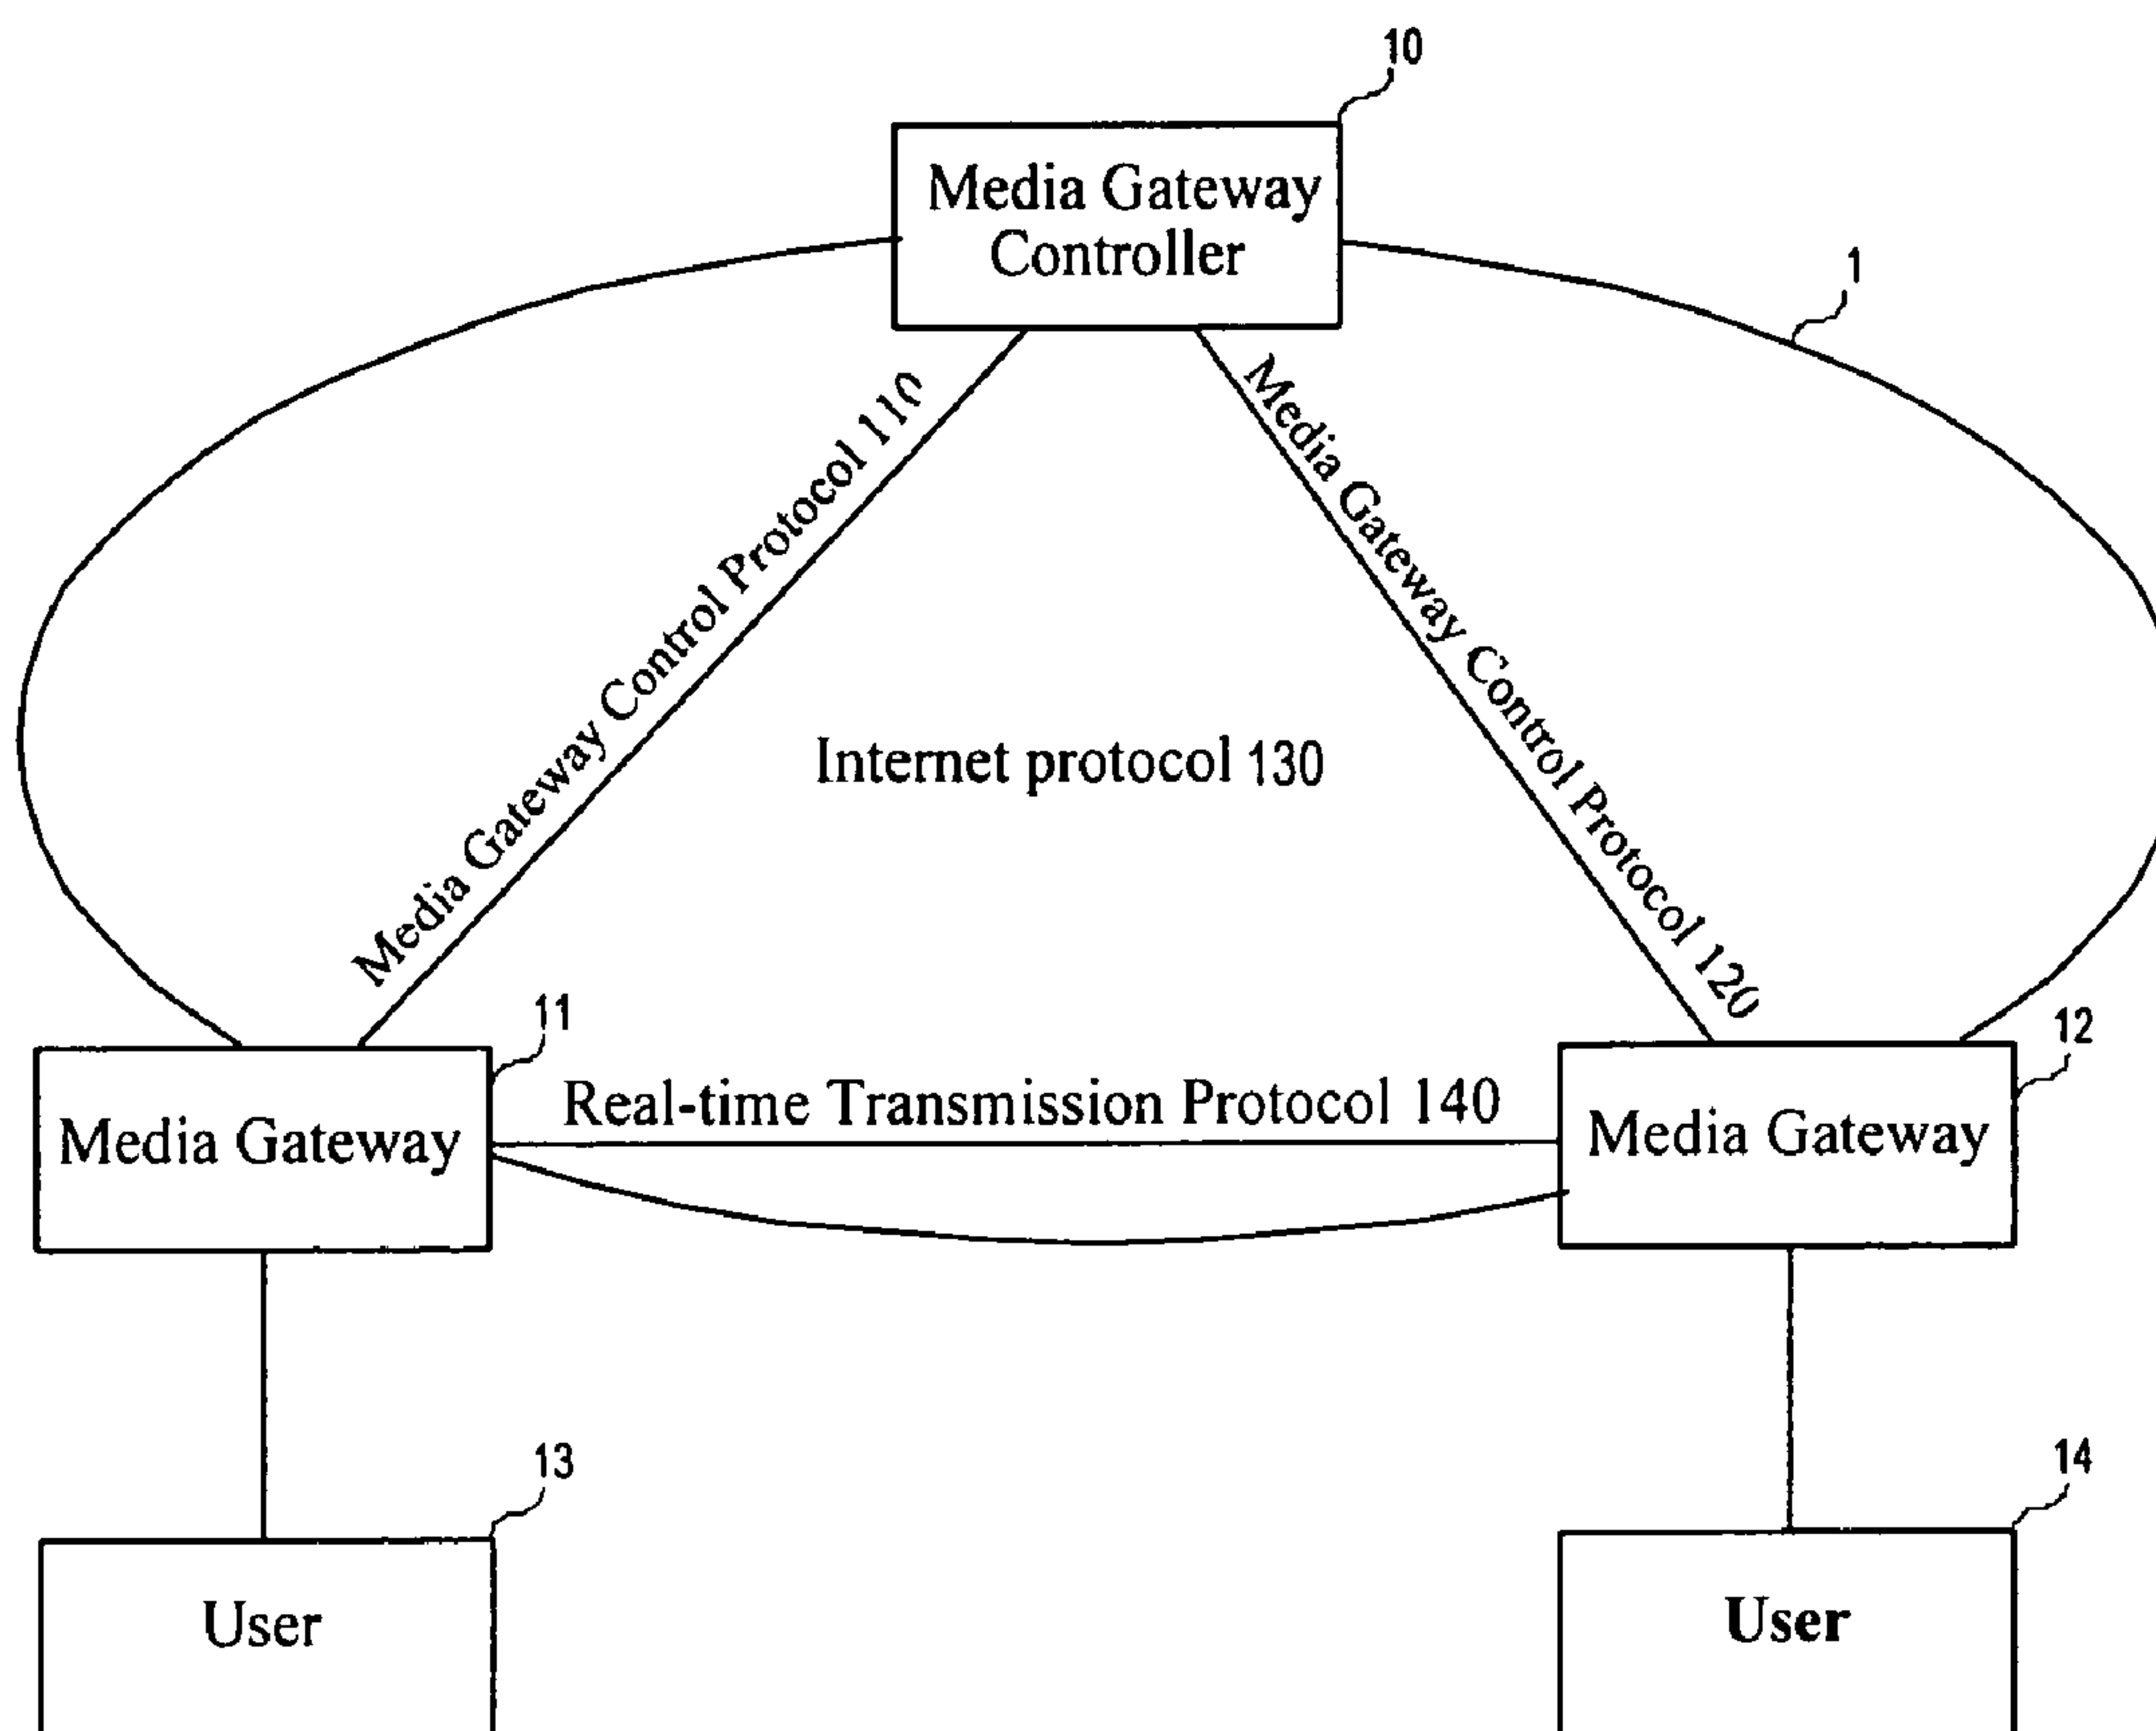 10
Media Gateway
Controller
1
Media Gateway Control Protocol 110
Media Gateway Control Protocol 120
Internet protocol 130
11
12
Media Gateway
Real-time Transmission Protocol 140
Media Gateway
13
14
User
User